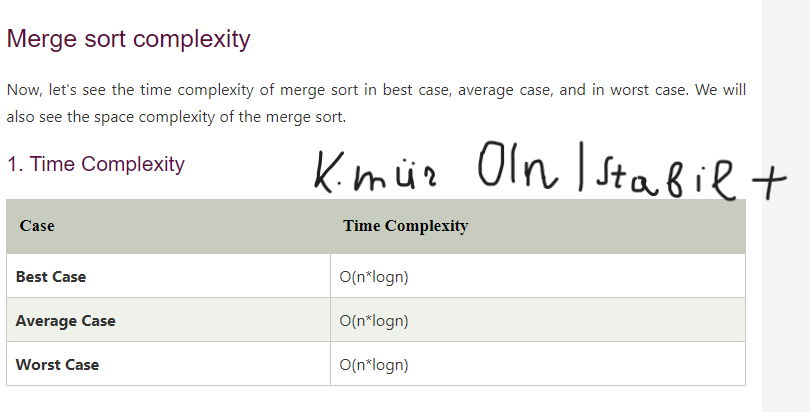 Merge sort complexity
Now, let's see the time complexity of merge sort in best case, average case, and in worst case. We will
also see the space complexity of the merge sort.
1. Time Complexity
K.mür O(n | stabil +
Case Time Complexity
Best Case O(n*logn)
Average Case O(n*logn)
Worst Case O(n*logn)